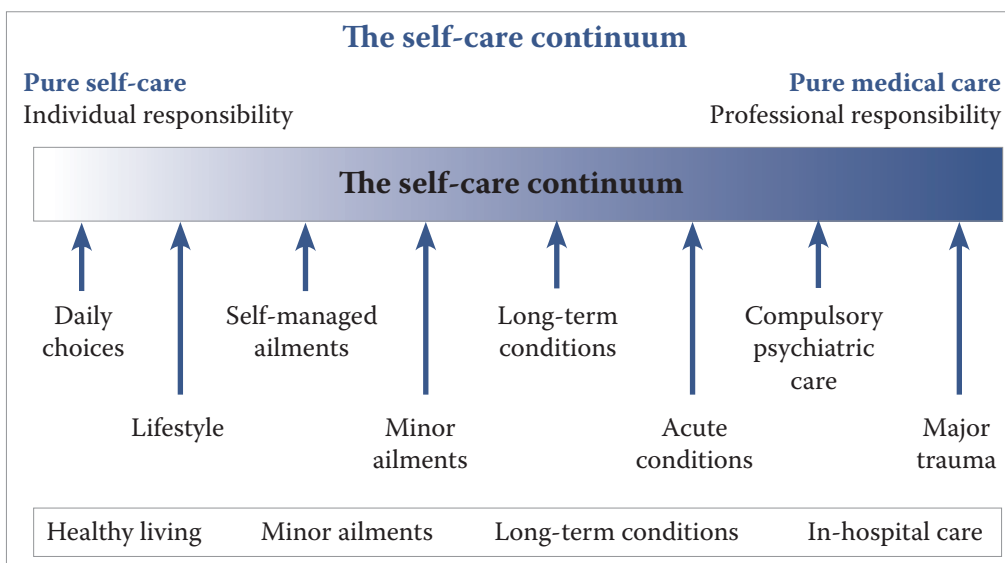 The self-care continuum
Pure self-care
Individual responsibility
Pure medical care
Professional responsibility
The self-care continuum
Daily
choices
Self-managed
ailments
Long-term
conditions
Compulsory
psychiatric
care
Lifestyle
Minor
ailments
Acute
conditions
Major
trauma
Healthy living
Minor ailments
Long-term conditions
In-hospital care